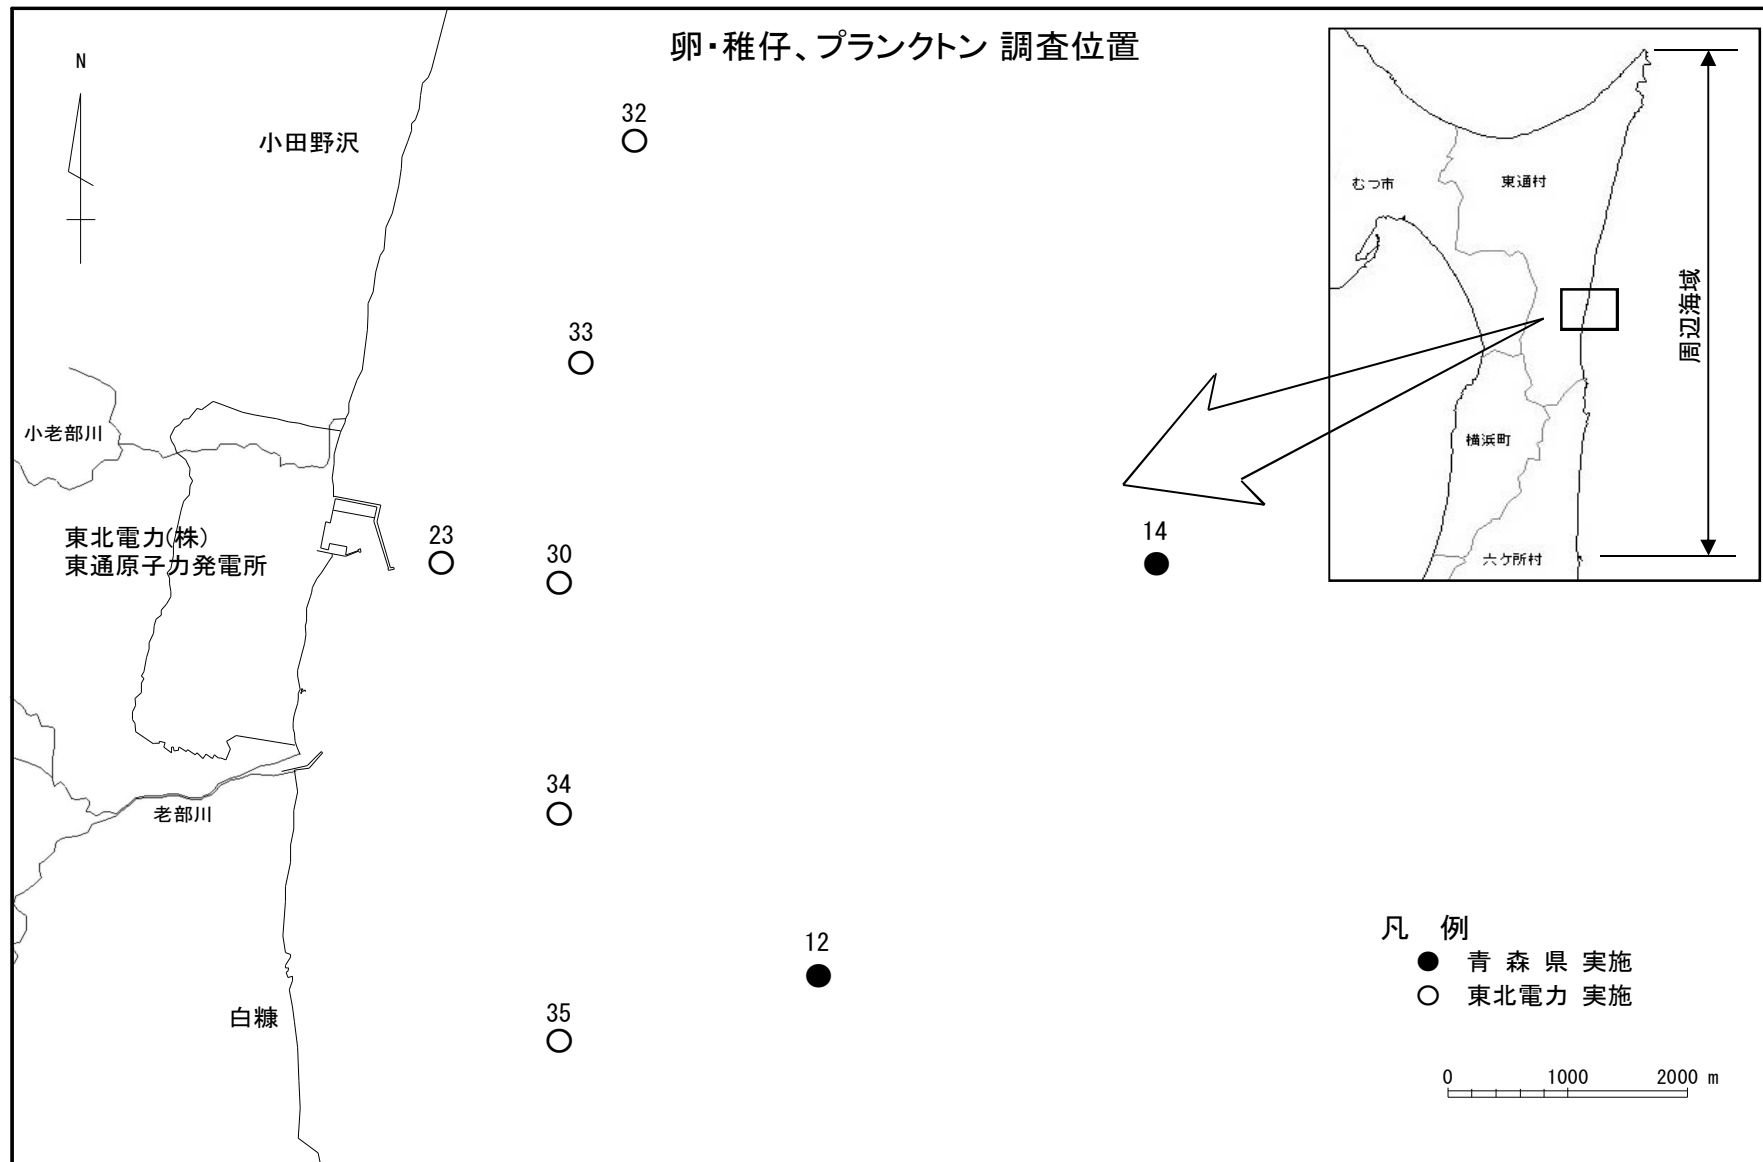 卵・稚仔、プランクトン 調査位置
N
小田野沢
32
33
小老部川
東北電力(株)
東通原子力発電所
23
30
14
34
老部川
12
35
白糠
むつ市
東通村
周辺海域
横浜町
六ケ所村
凡 例
● 青 森 県 実施
○ 東北電力 実施
0 1000 2000 m